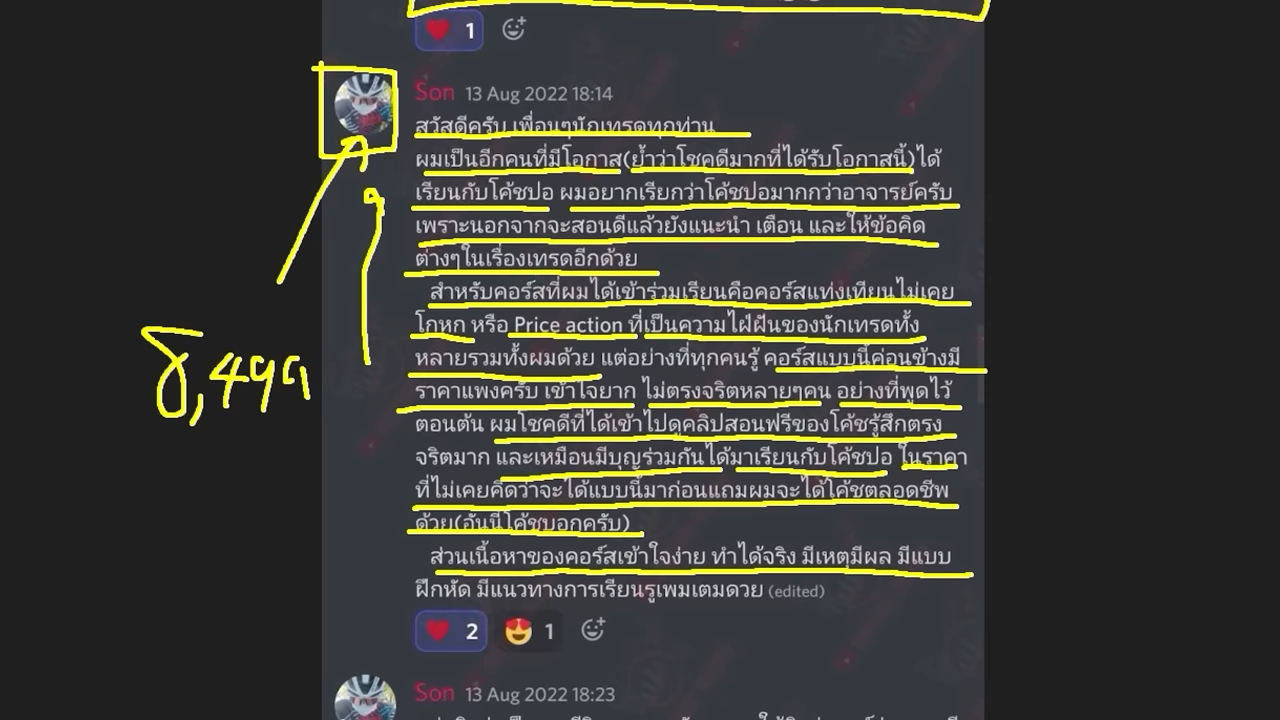 1
Son 13 Aug 2022 18:14
สวัสดีครับ เพื่อนๆนักเทรดทุกท่าน
ผมเป็นอีกคนที่มีโอกาส(ย้ำว่าโชคดีมากที่ได้รับโอกาสนี้)ได้
เรียนกับโค้ชปอ ผมอยากเรียกว่าโค้ชปอมากกว่าอาจารย์ครับ
เพราะนอกจากจะสอนดีแล้วยังแนะนำ เตือน และให้ข้อคิด
ต่างๆในเรื่องเทรดอีกด้วย
สำหรับคอร์สที่ผมได้เข้าร่วมเรียนคือคอร์สแท่งเทียนไม่เคย
โกหก หรือ Price action ที่เป็นความไฝ่ฝันของนักเทรดทั้ง
หลายรวมทั้งผมด้วย แต่อย่างที่ทุกคนรู้ คอร์สแบบนี้ค่อนข้างมี
ราคาแพงครับ เข้าใจยาก ไม่ตรงจริตหลายๆคน อย่างที่พูดไว้
ตอนต้น ผมโชคดีที่ได้เข้าไปดูคลิปสอนฟรีของโค้ชรู้สึกตรง
จริตมาก และเหมือนมีบุญร่วมกันได้มาเรียนกับโค้ชปอ ในราคา
ที่ไม่เคยคิดว่าจะได้แบบนี้มาก่อนแถมผมจะได้โค้ชตลอดชีพ
ด้วย(อันนี้โค้ชบอกครับ)
ส่วนเนื้อหาของคอร์สเข้าใจง่าย ทำได้จริง มีเหตุมีผล มีแบบ
ฝึกหัด มีแนวทางการเรียนรู้เพิ่มเติมด้วย (edited)
2 1
Son 13 Aug 2022 18:23